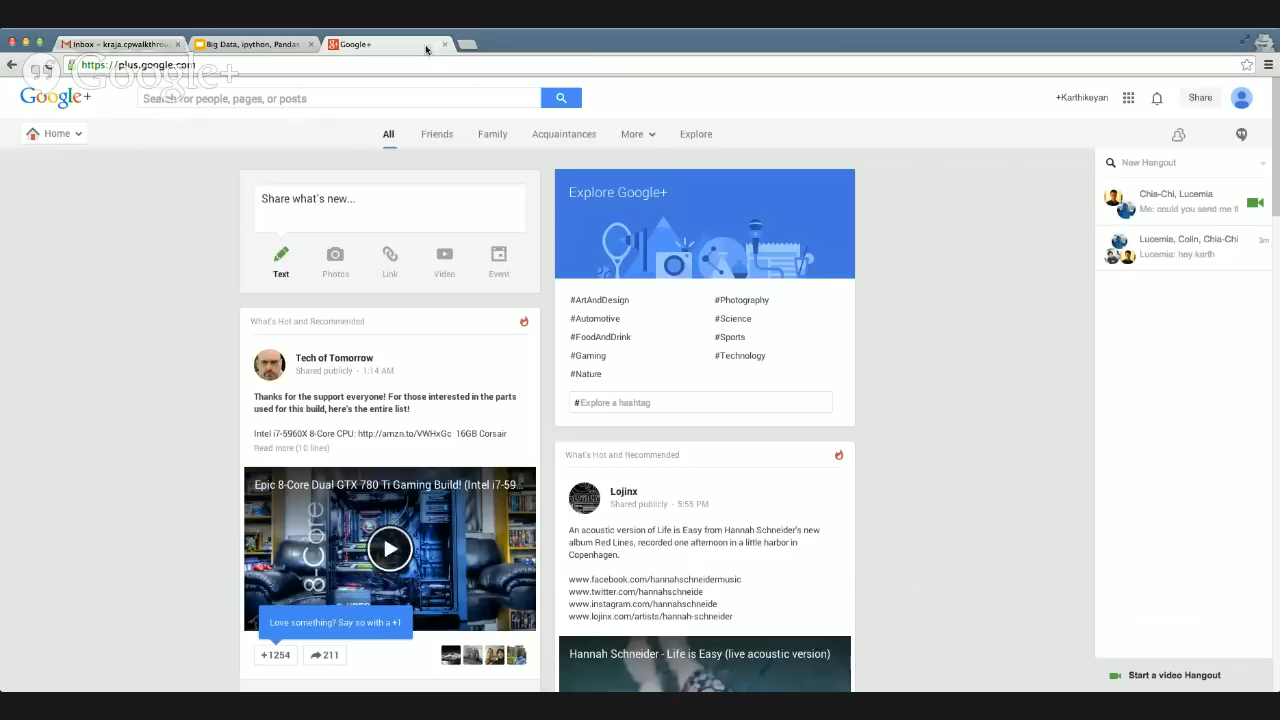 Inbox – kraja.cpwalkthrou
Big Data, ipython, Pandas
Google+
https://plus.google.com
Google+
Google+
Search for people, pages, or posts
+Karthikeyan
Share
Home
All
Friends
Family
Acquaintances
More
Explore
New Hangout
Chia-Chi, Lucemia
Me: could you send me t
Lucemia, Colin, Chia-Chi
3m
Lucemia: hey karth
Share what's new...
Text
Photos
Link
Video
Event
Explore Google+
#ArtAndDesign
#Photography
#Automotive
#Science
#FoodAndDrink
#Sports
#Gaming
#Technology
#Nature
#Explore a hashtag
What's Hot and Recommended
Tech of Tomorrow
Shared publicly - 1:14 AM
Thanks for the support everyone! For those interested in the parts
used for this build, here's the entire list!
Intel i7-5960X 8-Core CPU: http://amzn.to/VWHxGc 16GB Corsair
Read more (10 lines)
Epic 8-Core Dual GTX 780 Ti Gaming Build! (Intel i7-59...
8-Core
Love something? Say so with a +1
+1254
211
What's Hot and Recommended
Lojinx
Shared publicly - 5:55 PM
An acoustic version of Life is Easy from Hannah Schneider's new
album Red Lines, recorded one afternoon in a little harbor in
Copenhagen.
www.facebook.com/hannahschneidermusic
www.twitter.com/hannahschneide
www.instagram.com/hannahschneide
www.lojinx.com/artists/hannah-schneider
Hannah Schneider - Life is Easy (live acoustic version)
Start a video Hangout